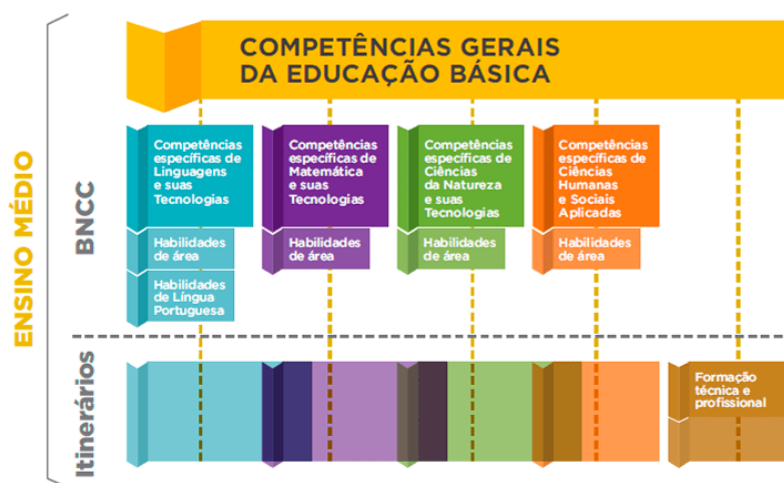 COMPETÊNCIAS GERAIS
DA EDUCAÇÃO BÁSICA
ENSINO MÉDIO
BNCC
Competências
específicas de
Linguagens
e suas
Tecnologias
Habilidades
de área
Habilidades
de Língua
Portuguesa
Competências
específicas de
Matemática
e suas
Tecnologias
Habilidades
de área
Competências
específicas de
Ciências
da Natureza
e suas
Tecnologias
Habilidades
de área
Competências
específicas de
Ciências
Humanas
e Sociais
Aplicadas
Habilidades
de área
Itinerários
Formação
técnica e
profissional